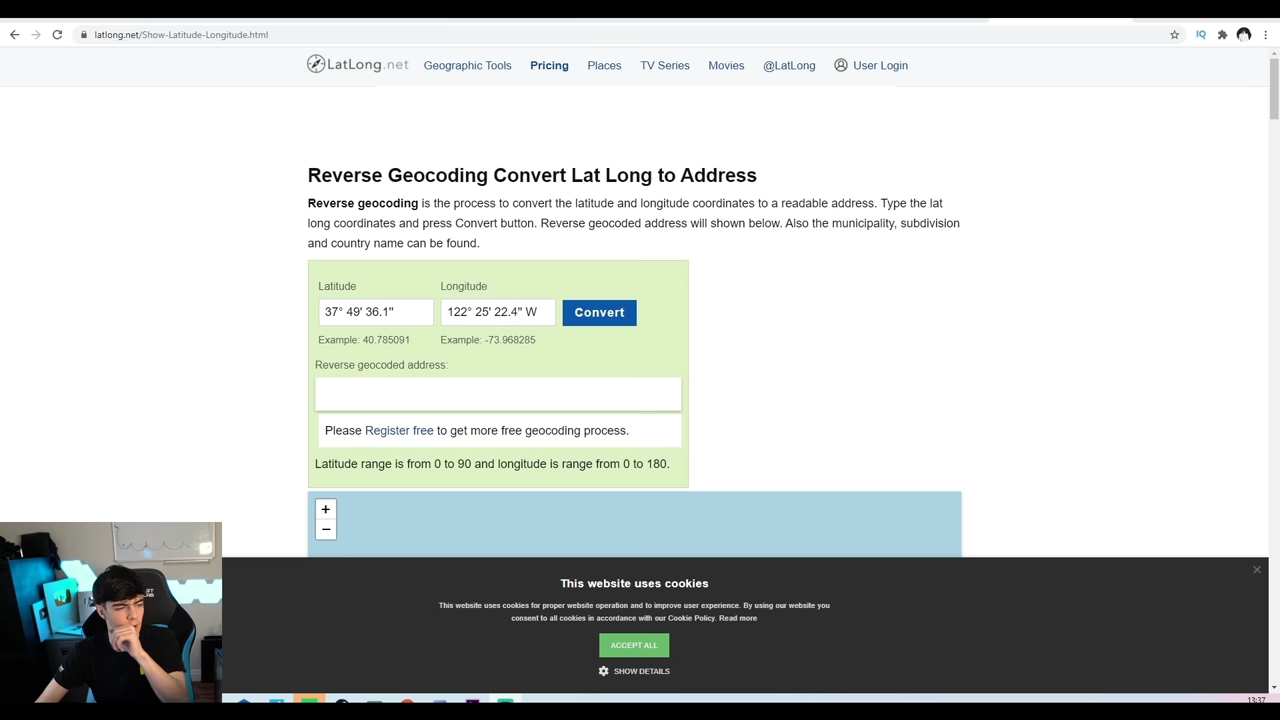 latlong.net/Show-Latitude-Longitude.html
IQ
LatLong.net Geographic Tools Pricing Places TV Series Movies @LatLong User Login
Reverse Geocoding Convert Lat Long to Address
Reverse geocoding is the process to convert the latitude and longitude coordinates to a readable address. Type the lat
long coordinates and press Convert button. Reverse geocoded address will shown below. Also the municipality, subdivision
and country name can be found.
Latitude Longitude
37° 49' 36.1" 122° 25' 22.4" W Convert
Example: 40.785091 Example: -73.968285
Reverse geocoded address:
Please Register free to get more free geocoding process.
Latitude range is from 0 to 90 and longitude is range from 0 to 180.
+
−
This website uses cookies
This website uses cookies for proper website operation and to improve user experience. By using our website you
consent to all cookies in accordance with our Cookie Policy. Read more
ACCEPT ALL
SHOW DETAILS
13:37